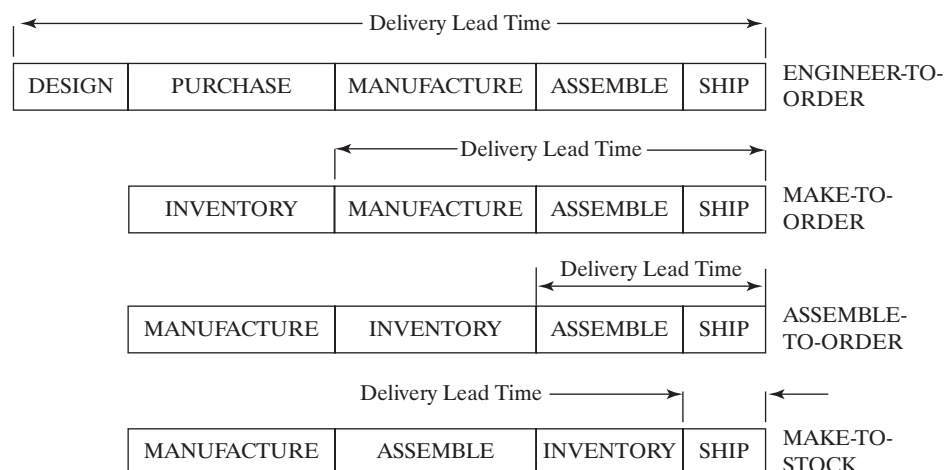 Delivery Lead Time
DESIGN PURCHASE MANUFACTURE ASSEMBLE SHIP ENGINEER-TO-
ORDER
Delivery Lead Time
INVENTORY MANUFACTURE ASSEMBLE SHIP MAKE-TO-
ORDER
Delivery Lead Time
MANUFACTURE INVENTORY ASSEMBLE SHIP ASSEMBLE-
TO-ORDER
Delivery Lead Time
MANUFACTURE ASSEMBLE INVENTORY SHIP MAKE-TO-
STOCK